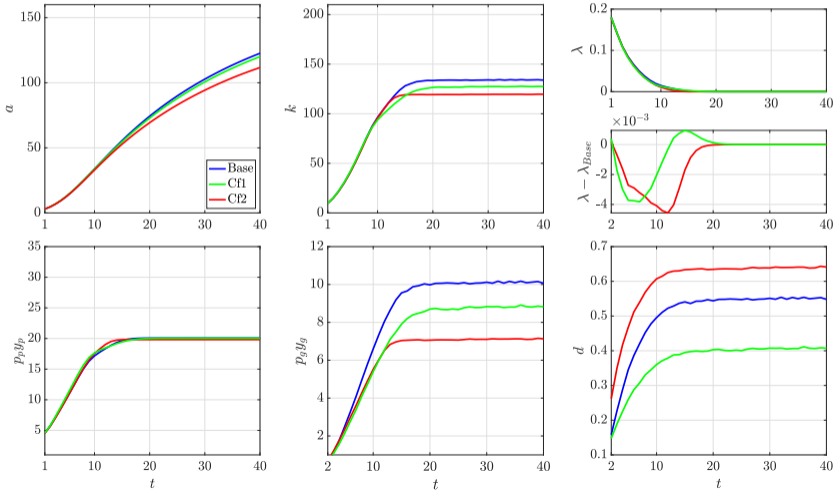 160
100
50
0
1 10 20 30 40
a
Base
Cf1
Cf2
200
150
100
50
0
1 10 20 30 40
k
0.2
0.1
0
1 10 20 30 40
λ
×10⁻³
0
-2
-4
2 10 20 30 40
λ − λ_Base
35
30
25
20
15
10
5
1 10 20 30 40
p_p y_p
t
12
10
8
6
4
2
2 10 20 30 40
p_g y_g
t
0.7
0.6
0.5
0.4
0.3
0.2
0.1
2 10 20 30 40
d
t